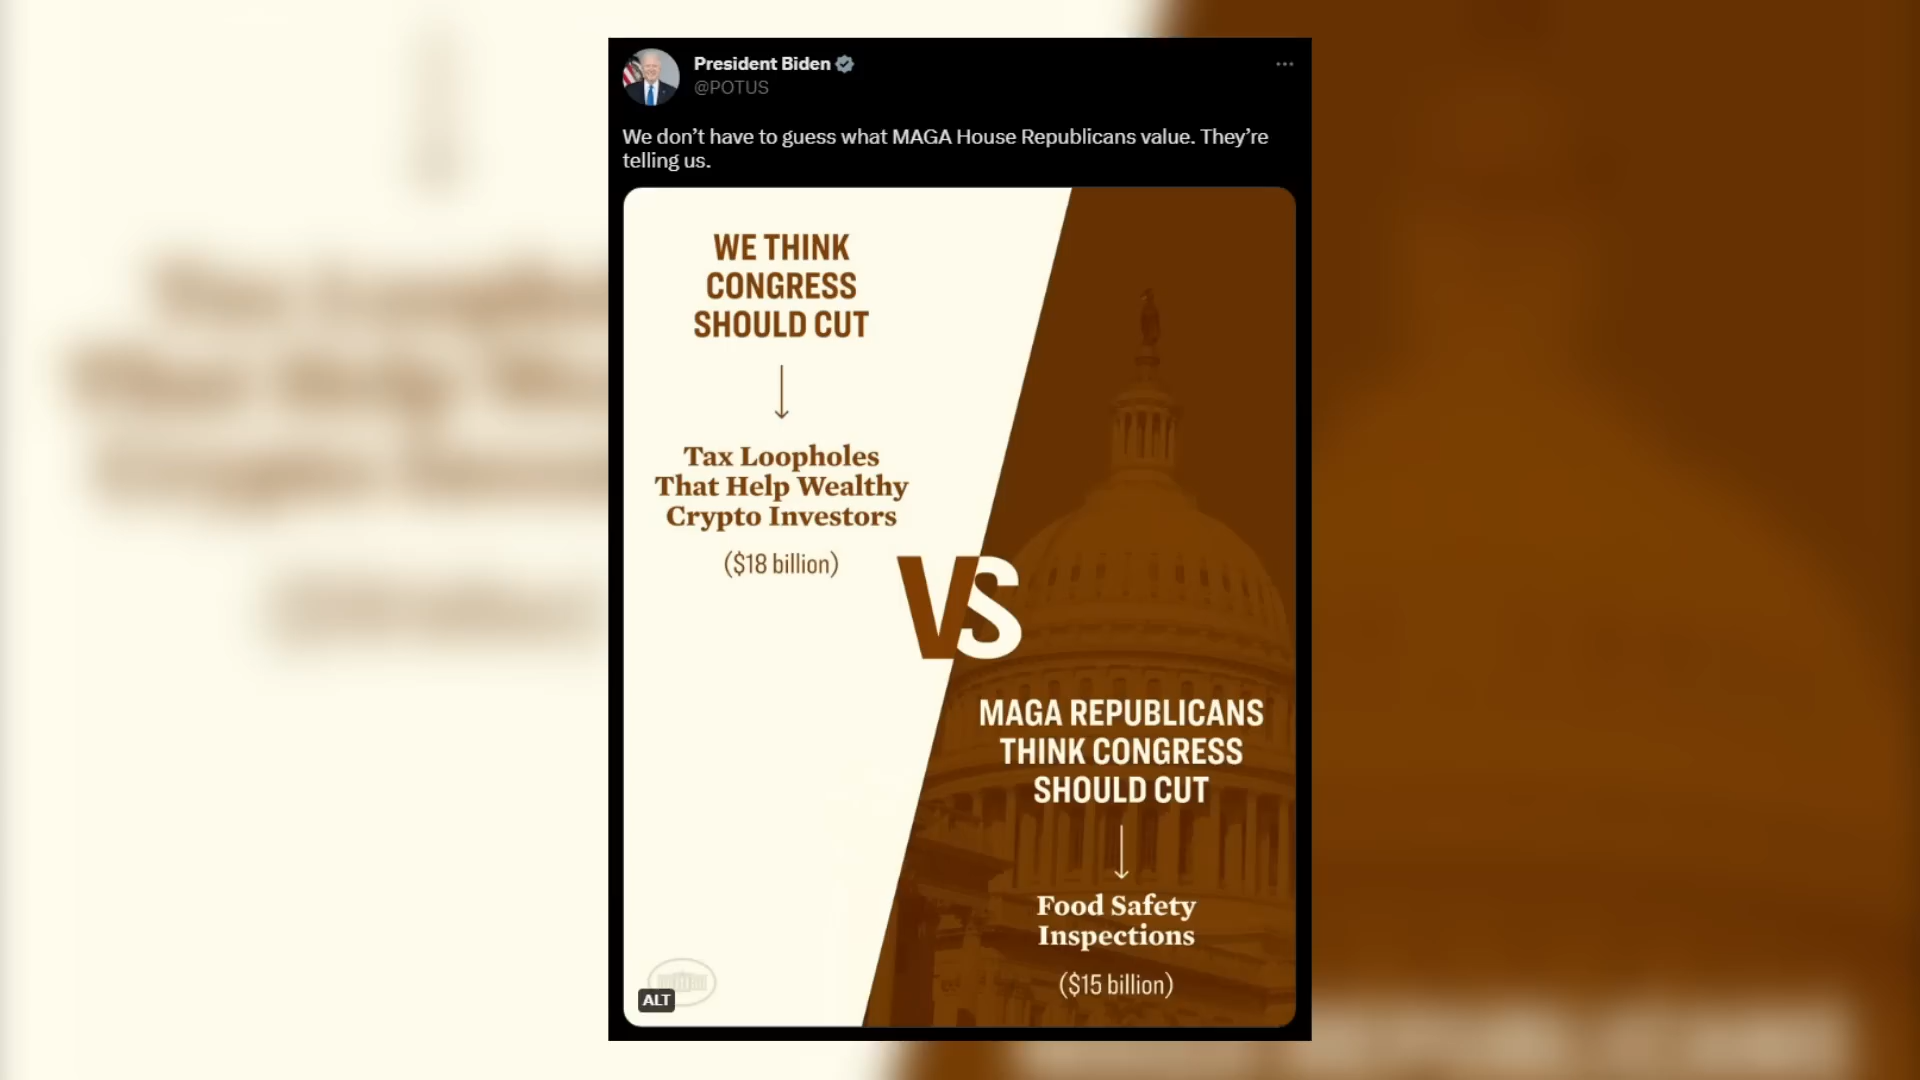 President Biden
@POTUS
We don’t have to guess what MAGA House Republicans value. They’re
telling us.
WE THINK
CONGRESS
SHOULD CUT
Tax Loopholes
That Help Wealthy
Crypto Investors
($18 billion)
VS
MAGA REPUBLICANS
THINK CONGRESS
SHOULD CUT
Food Safety
Inspections
($15 billion)
ALT